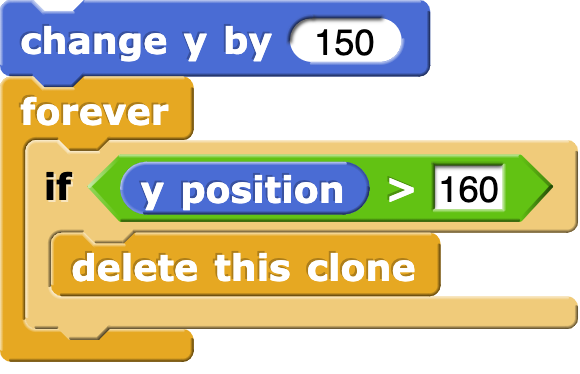 change y by 150
forever
if y position > 160
delete this clone